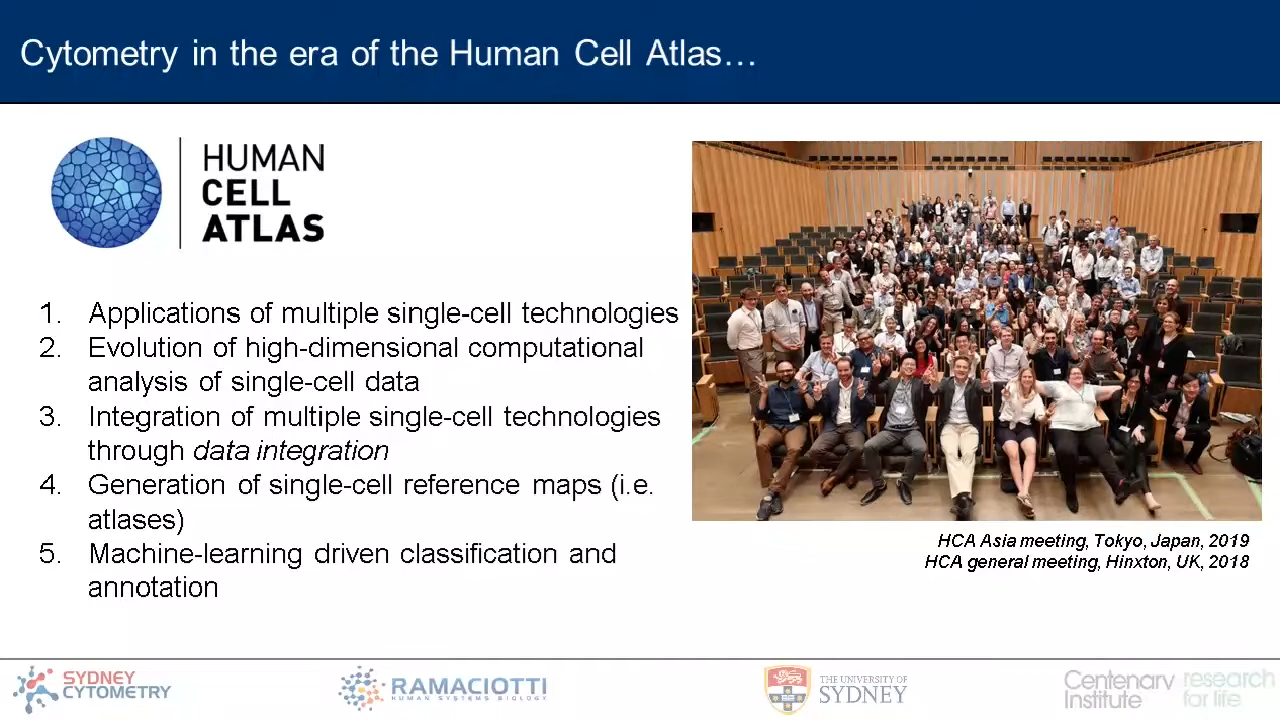 Cytometry in the era of the Human Cell Atlas…
HUMAN
CELL
ATLAS
1. Applications of multiple single-cell technologies
2. Evolution of high-dimensional computational
analysis of single-cell data
3. Integration of multiple single-cell technologies
through data integration
4. Generation of single-cell reference maps (i.e.
atlases)
5. Machine-learning driven classification and
annotation
HCA Asia meeting, Tokyo, Japan, 2019
HCA general meeting, Hinxton, UK, 2018
SYDNEY
CYTOMETRY
RAMACIOTTI
HUMAN SYSTEMS BIOLOGY
THE UNIVERSITY OF
SYDNEY
Centenary
Institute
research
for life